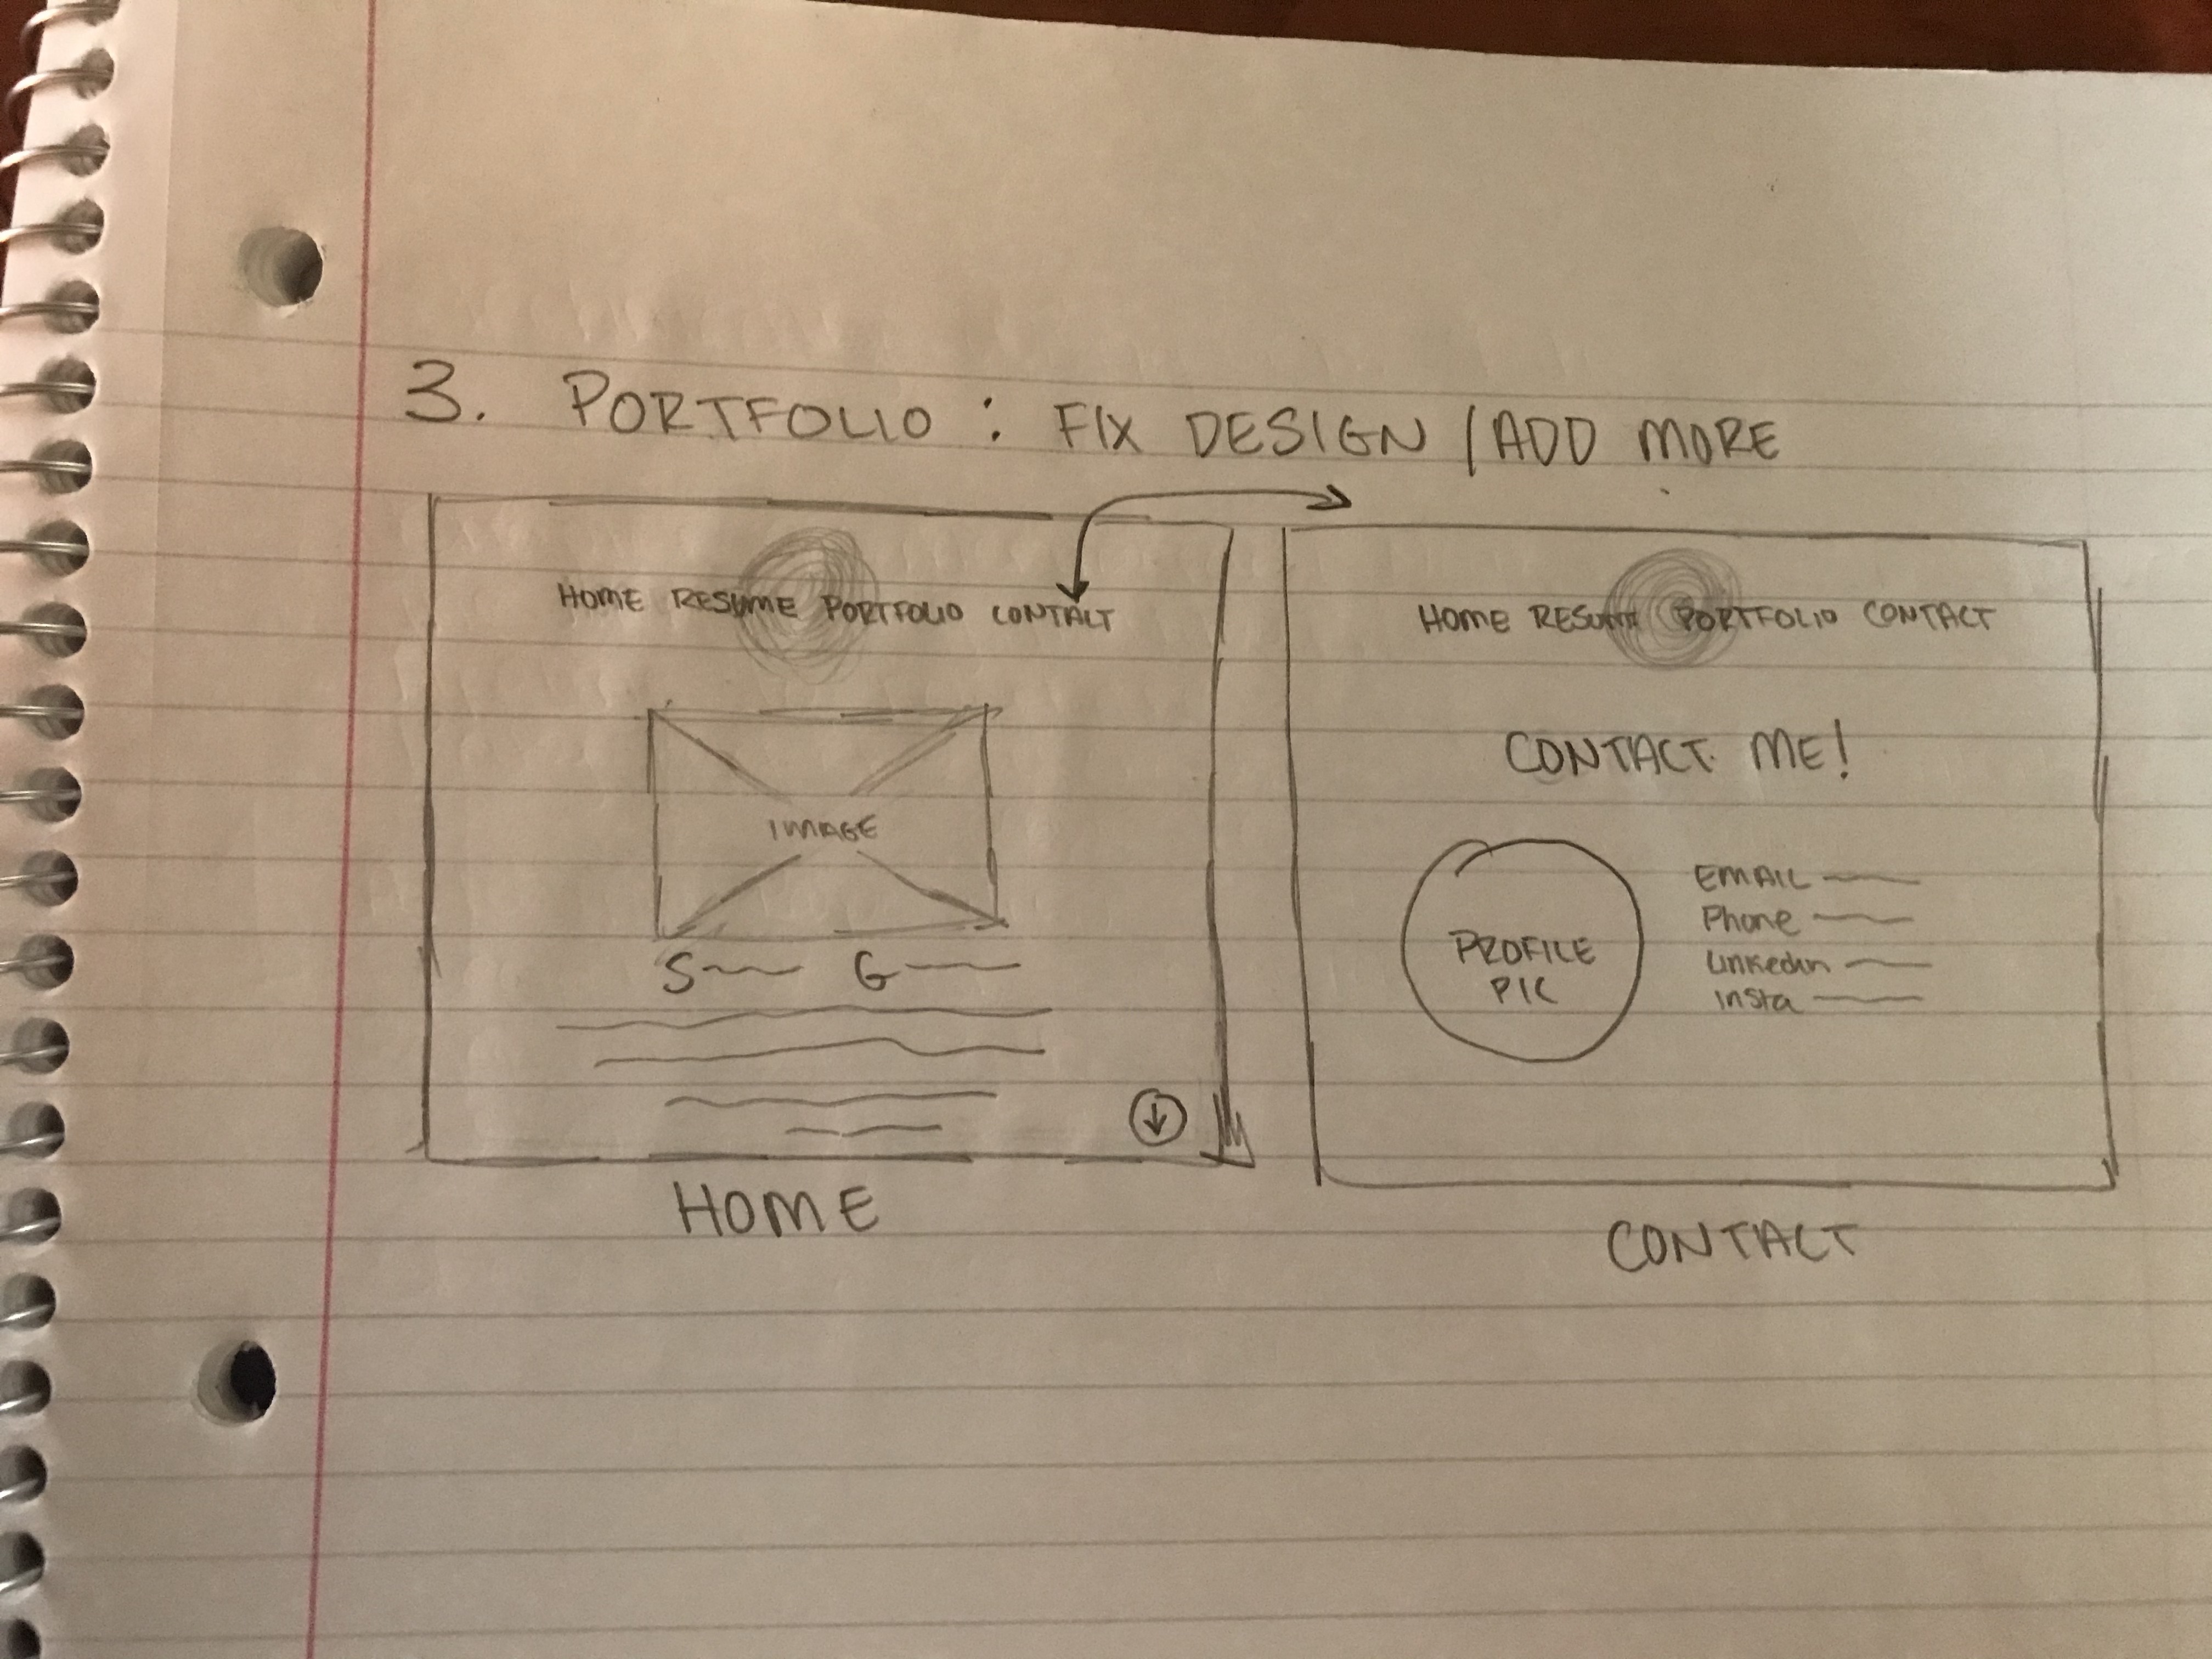 3. PORTFOLIO : FIX DESIGN / ADD MORE
HOME RESUME PORTFOLIO CONTACT
IMAGE
S G
HOME
HOME RESUME PORTFOLIO CONTACT
CONTACT ME!
PROFILE
PIC
EMAIL
Phone
Linkedin
insta
CONTACT